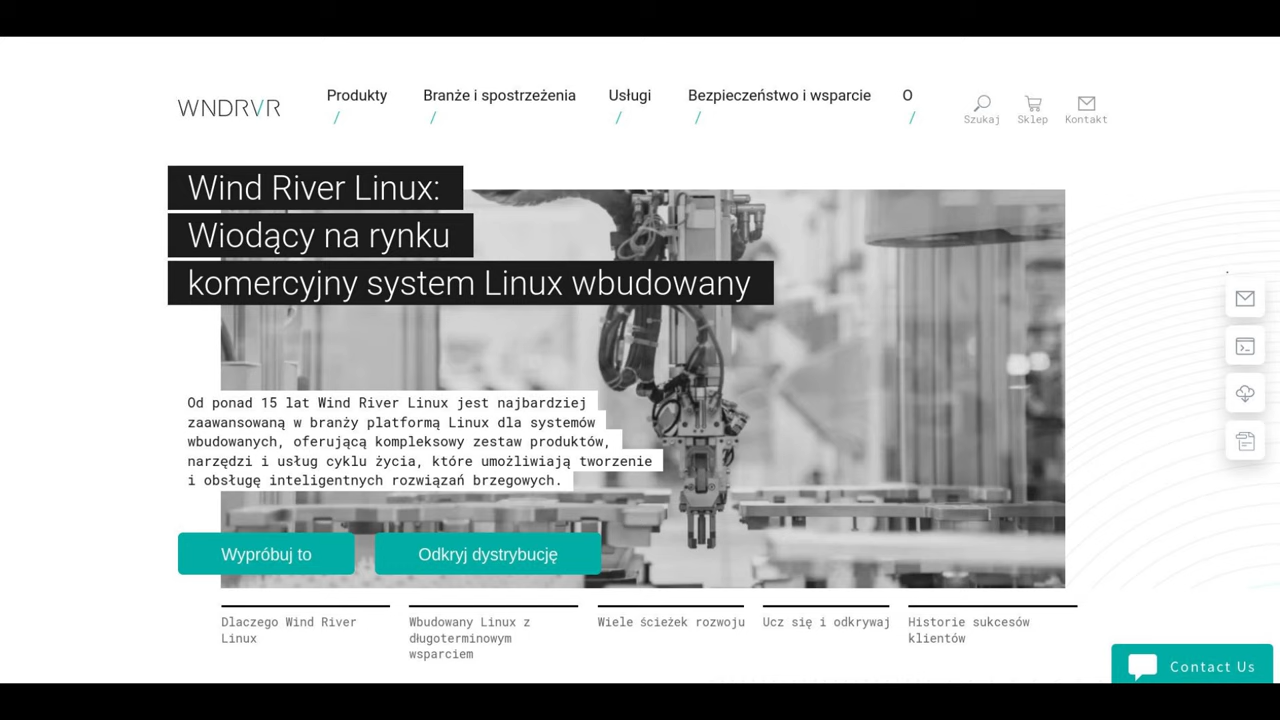 WNDRVR
Produkty
Branże i spostrzeżenia
Usługi
Bezpieczeństwo i wsparcie
O
/
/
/
/
/
Szukaj
Sklep
Kontakt
Wind River Linux:
Wiodący na rynku
komercyjny system Linux wbudowany
Od ponad 15 lat Wind River Linux jest najbardziej
zaawansowaną w branży platformą Linux dla systemów
wbudowanych, oferującą kompleksowy zestaw produktów,
narzędzi i usług cyklu życia, które umożliwiają tworzenie
i obsługę inteligentnych rozwiązań brzegowych.
Wypróbuj to
Odkryj dystrybucję
Dlaczego Wind River
Linux
Wbudowany Linux z
długoterminowym
wsparciem
Wiele ścieżek rozwoju
Ucz się i odkrywaj
Historie sukcesów
klientów
Contact Us